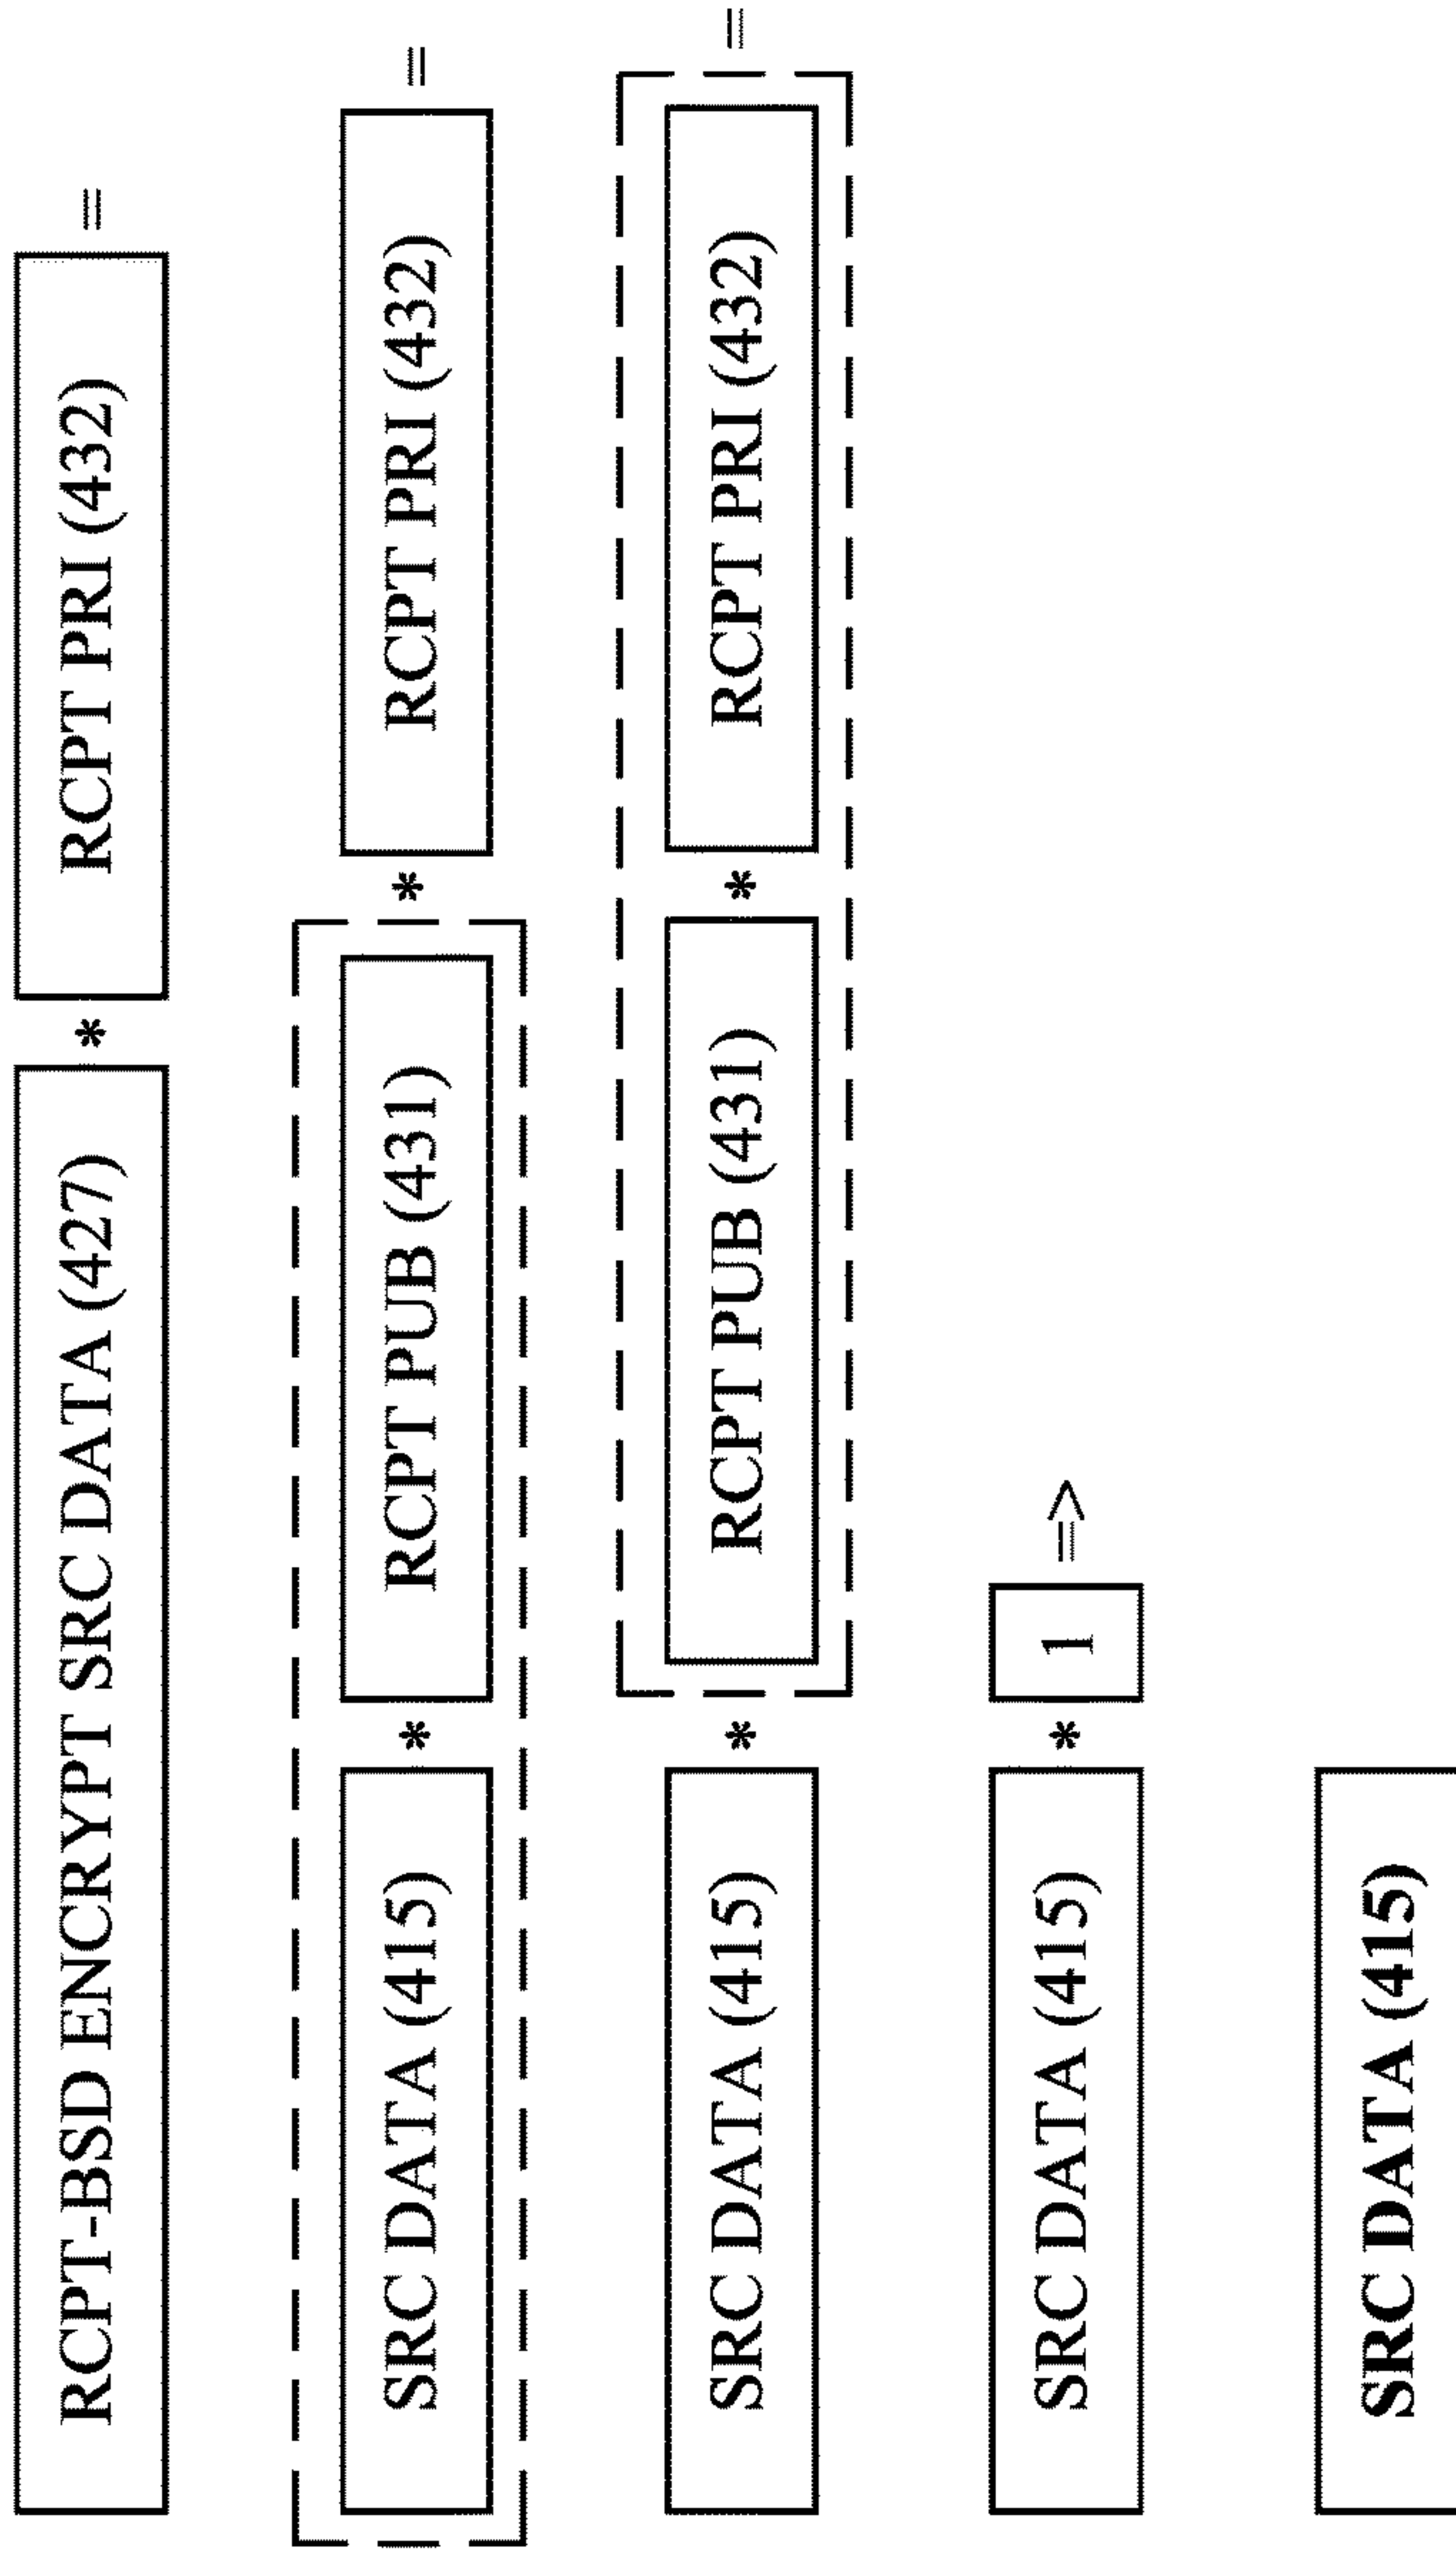 RCPT-BSD ENCRYPT SRC DATA (427) * RCPT PRI (432) =
SRC DATA (415) * RCPT PUB (431) * RCPT PRI (432) =
SRC DATA (415) * RCPT PUB (431) * RCPT PRI (432) =
SRC DATA (415) * 1 =>
SRC DATA (415)